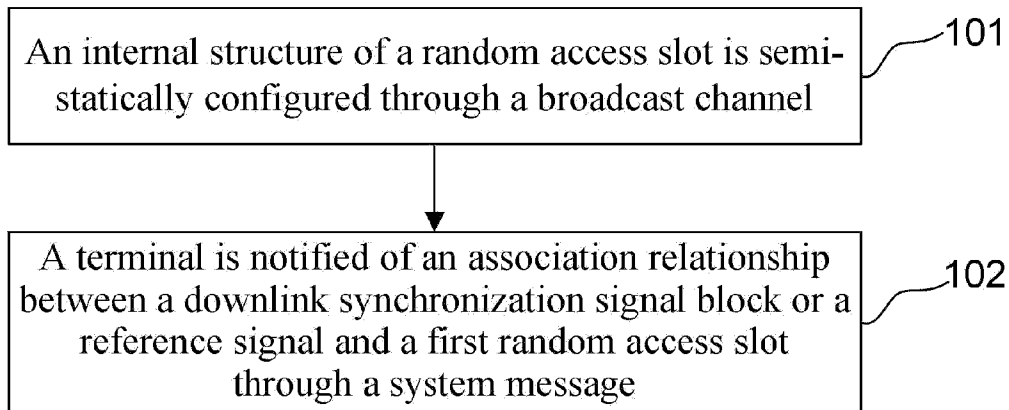 An internal structure of a random access slot is semi-
statically configured through a broadcast channel
101
A terminal is notified of an association relationship
between a downlink synchronization signal block or a
reference signal and a first random access slot
through a system message
102